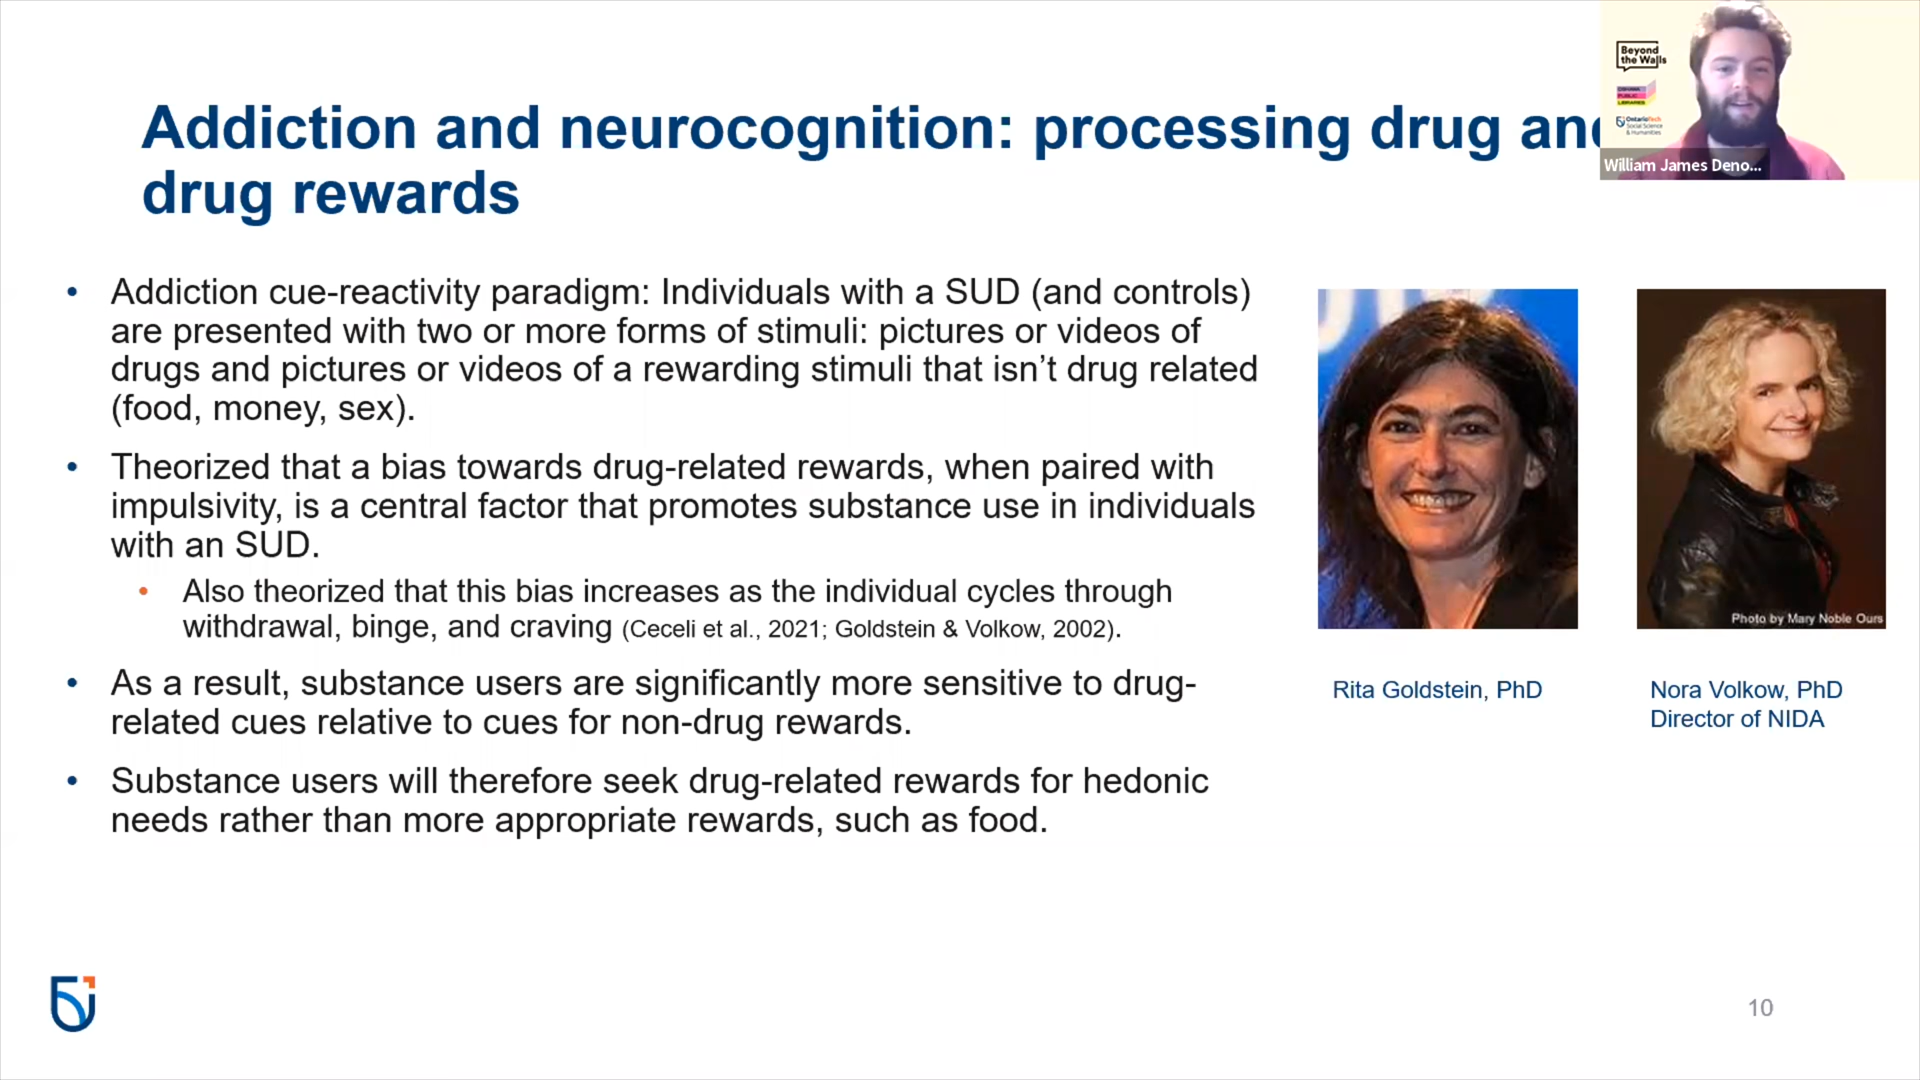 Addiction and neurocognition: processing drug and
drug rewards
• Addiction cue-reactivity paradigm: Individuals with a SUD (and controls)
are presented with two or more forms of stimuli: pictures or videos of
drugs and pictures or videos of a rewarding stimuli that isn’t drug related
(food, money, sex).
• Theorized that a bias towards drug-related rewards, when paired with
impulsivity, is a central factor that promotes substance use in individuals
with an SUD.
• Also theorized that this bias increases as the individual cycles through
withdrawal, binge, and craving (Ceceli et al., 2021; Goldstein & Volkow, 2002).
• As a result, substance users are significantly more sensitive to drug-
related cues relative to cues for non-drug rewards.
• Substance users will therefore seek drug-related rewards for hedonic
needs rather than more appropriate rewards, such as food.
Photo by Mary Noble Ours
Rita Goldstein, PhD
Nora Volkow, PhD
Director of NIDA
Beyond
the Walls
OntarioTech
Social Science
& Humanities
William James Deno...
10